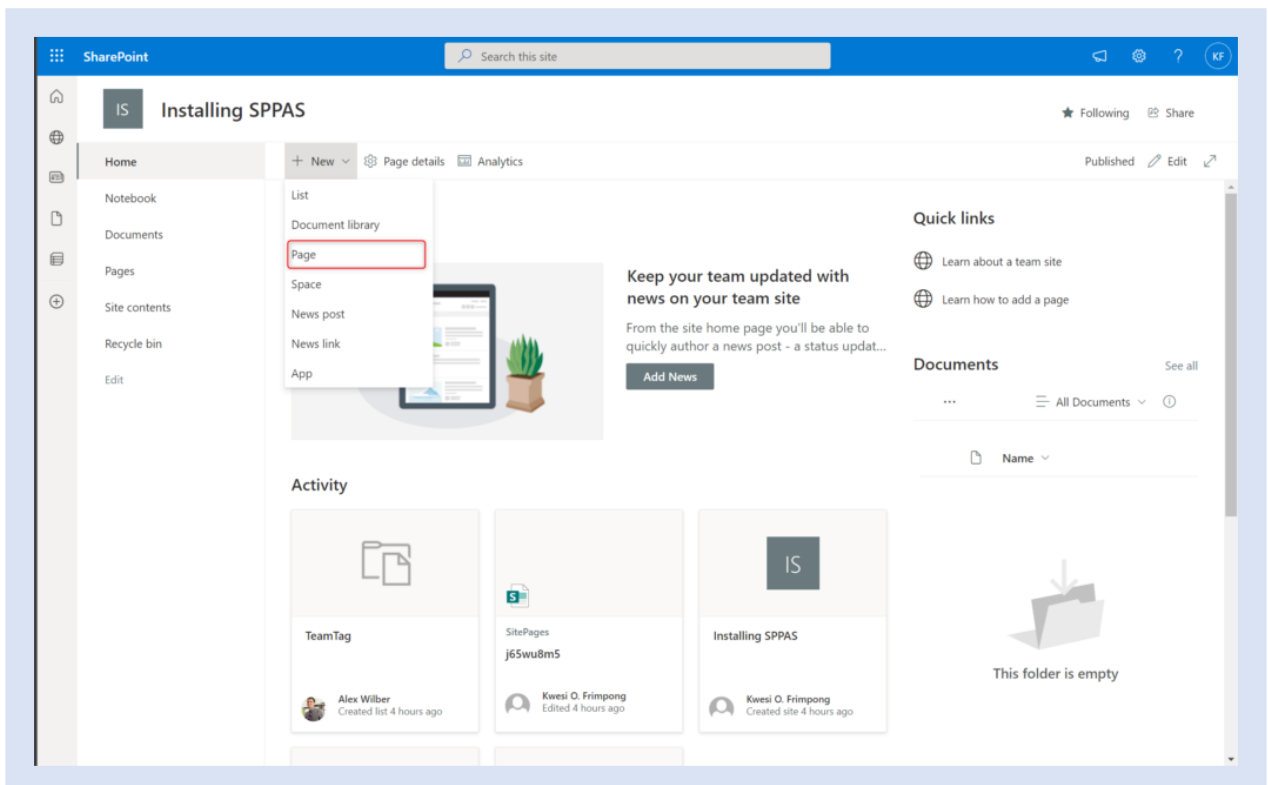 SharePoint
Search this site
?
KF
IS
Installing SPPAS
Following
Share
Home
+ New
Page details
Analytics
Published
Edit
Notebook
Documents
Pages
Site contents
Recycle bin
Edit
List
Document library
Page
Space
News post
News link
App
Keep your team updated with
news on your team site
From the site home page you'll be able to
quickly author a news post - a status updat...
Add News
Quick links
Learn about a team site
Learn how to add a page
Documents
See all
...
All Documents
Name
This folder is empty
Activity
TeamTag
Alex Wilber
Created list 4 hours ago
S
SitePages
j65wu8m5
Kwesi O. Frimpong
Edited 4 hours ago
IS
Installing SPPAS
Kwesi O. Frimpong
Created site 4 hours ago